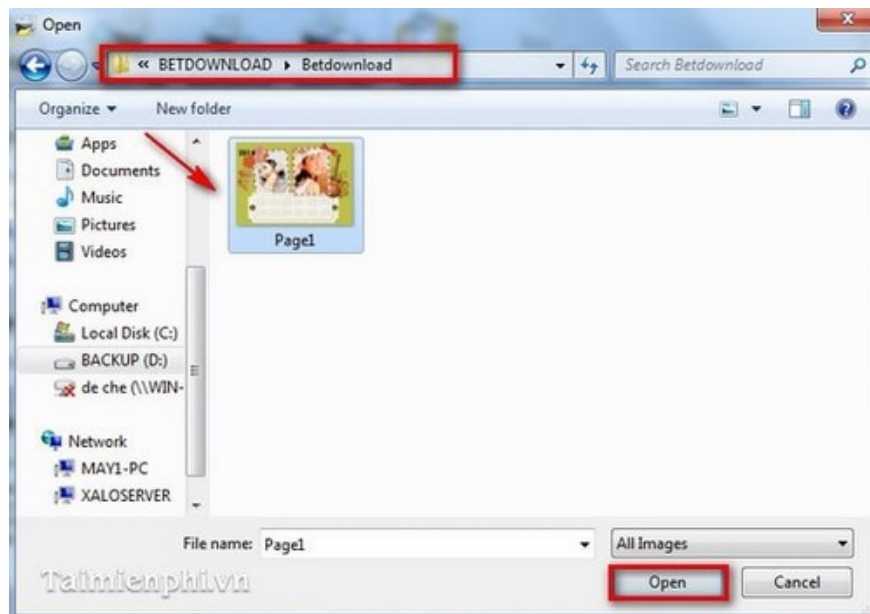 Open
« BETDOWNLOAD ▸ Betdownload
Search Betdownload
Organize
New folder
Apps
Documents
Music
Pictures
Videos
Computer
Local Disk (C:)
BACKUP (D:)
de che (\\WIN-
Network
MAY1-PC
XALOSERVER
Page1
File name: Page1
All Images
Open
Cancel
Taimienphi.vn